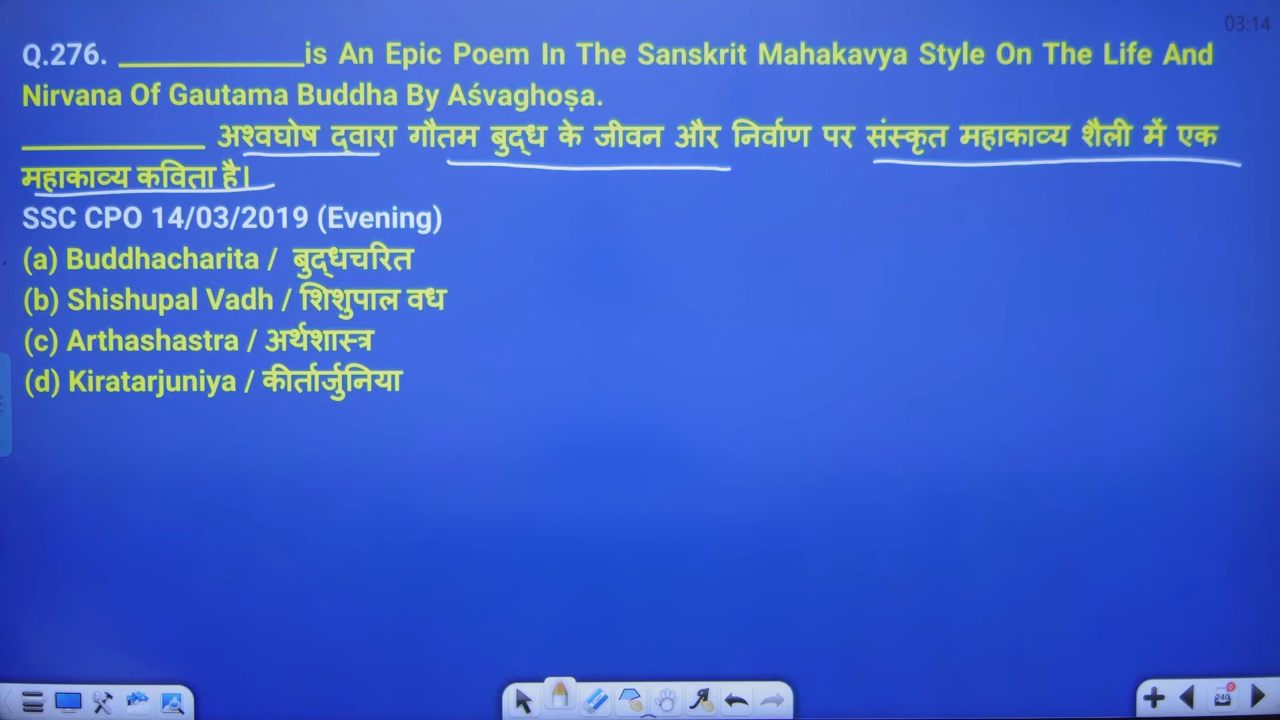 03:14
Q.276. ____________is An Epic Poem In The Sanskrit Mahakavya Style On The Life And
Nirvana Of Gautama Buddha By Aśvaghoṣa.
____________ अश्वघोष द्वारा गौतम बुद्ध के जीवन और निर्वाण पर संस्कृत महाकाव्य शैली में एक
महाकाव्य कविता है।
SSC CPO 14/03/2019 (Evening)
(a) Buddhacharita / बुद्धचरित
(b) Shishupal Vadh / शिशुपाल वध
(c) Arthashastra / अर्थशास्त्र
(d) Kiratarjuniya / कीर्तार्जुनिया